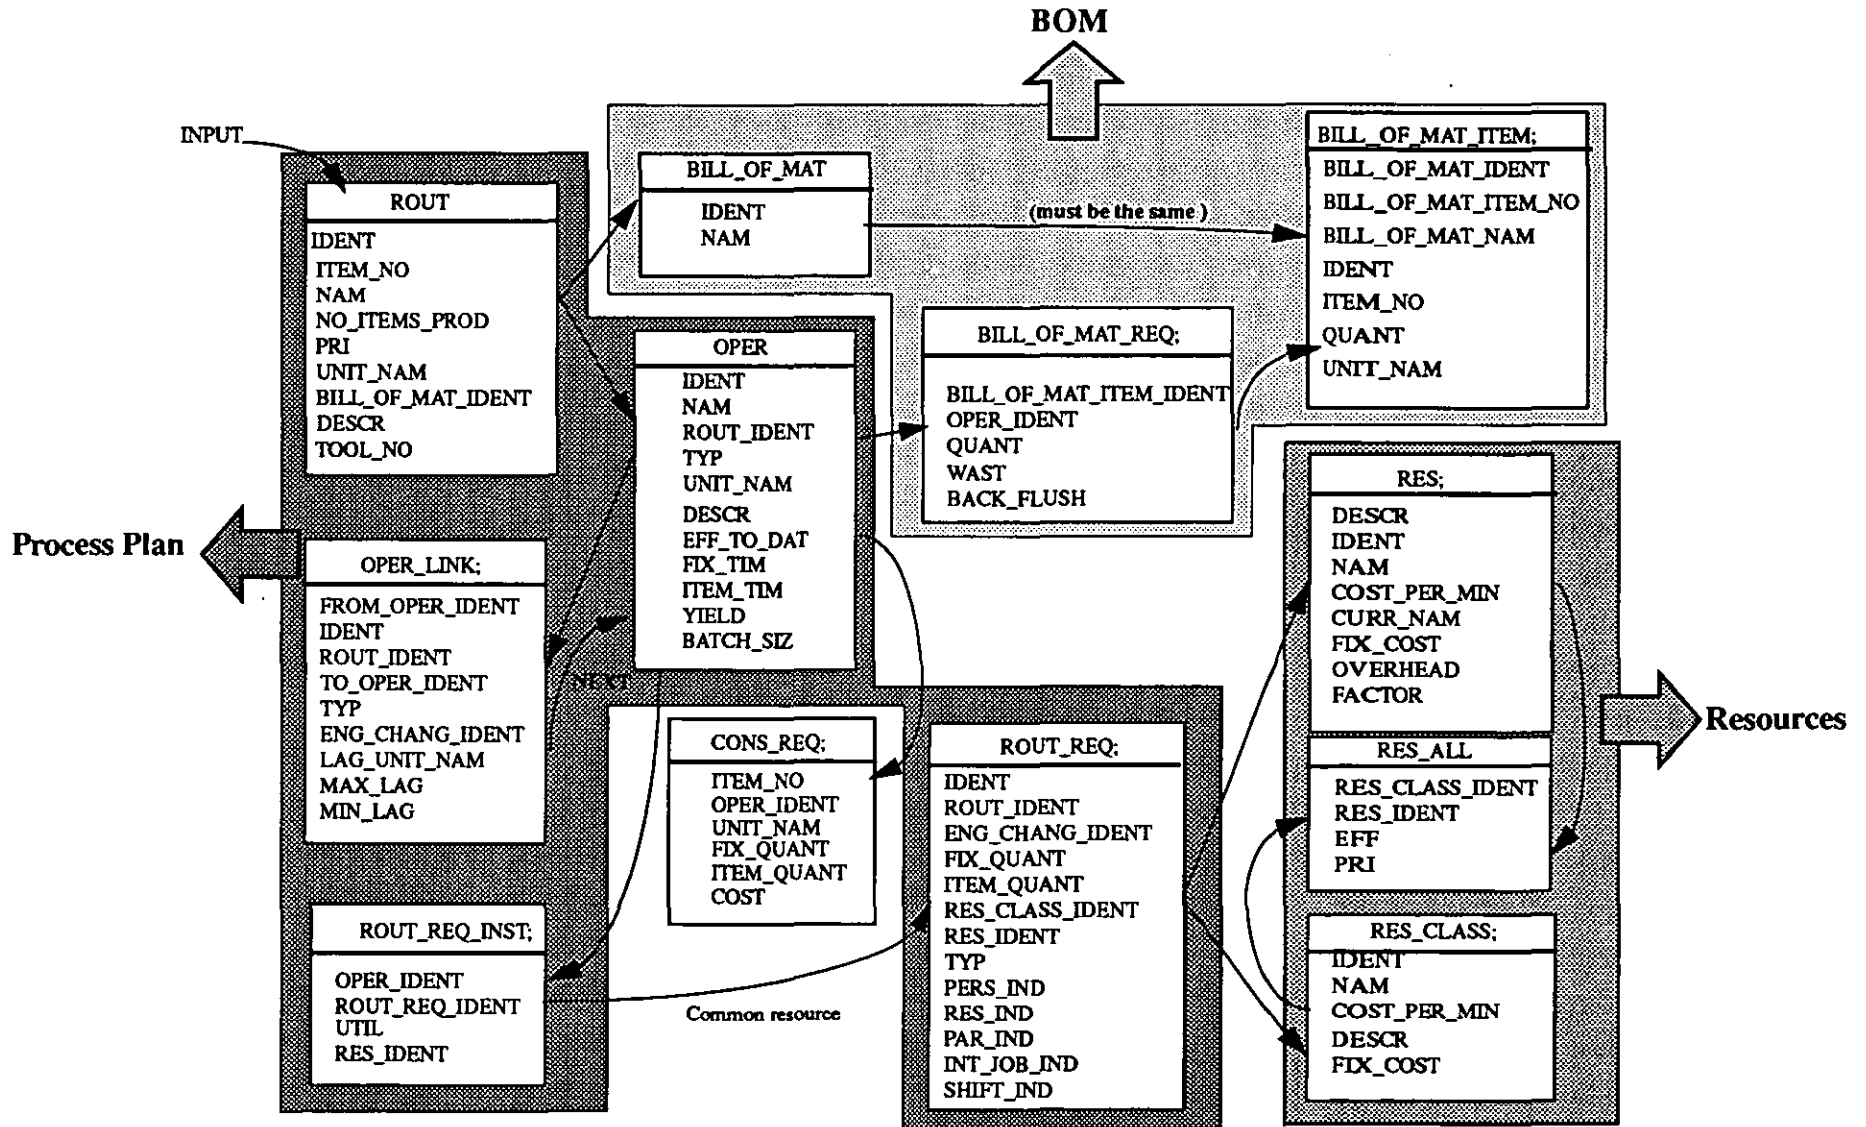 BOM
INPUT
ROUT
IDENT
ITEM_NO
NAM
NO_ITEMS_PROD
PRI
UNIT_NAM
BILL_OF_MAT_IDENT
DESCR
TOOL_NO
BILL_OF_MAT
IDENT
NAM
(must be the same )
BILL_OF_MAT_ITEM;
BILL_OF_MAT_IDENT
BILL_OF_MAT_ITEM_NO
BILL_OF_MAT_NAM
IDENT
ITEM_NO
QUANT
UNIT_NAM
OPER
IDENT
NAM
ROUT_IDENT
TYP
UNIT_NAM
DESCR
EFF_TO_DAT
FIX_TIM
ITEM_TIM
YIELD
BATCH_SIZ
BILL_OF_MAT_REQ;
BILL_OF_MAT_ITEM_IDENT
OPER_IDENT
QUANT
WAST
BACK_FLUSH
Process Plan
OPER_LINK;
FROM_OPER_IDENT
IDENT
ROUT_IDENT
TO_OPER_IDENT
TYP
ENG_CHANG_IDENT
LAG_UNIT_NAM
MAX_LAG
MIN_LAG
NEXT
RES;
DESCR
IDENT
NAM
COST_PER_MIN
CURR_NAM
FIX_COST
OVERHEAD
FACTOR
Resources
RES_ALL
RES_CLASS_IDENT
RES_IDENT
EFF
PRI
CONS_REQ;
ITEM_NO
OPER_IDENT
UNIT_NAM
FIX_QUANT
ITEM_QUANT
COST
ROUT_REQ;
IDENT
ROUT_IDENT
ENG_CHANG_IDENT
FIX_QUANT
ITEM_QUANT
RES_CLASS_IDENT
RES_IDENT
TYP
PERS_IND
RES_IND
PAR_IND
INT_JOB_IND
SHIFT_IND
ROUT_REQ_INST;
OPER_IDENT
ROUT_REQ_IDENT
UTIL
RES_IDENT
Common resource
RES_CLASS;
IDENT
NAM
COST_PER_MIN
DESCR
FIX_COST